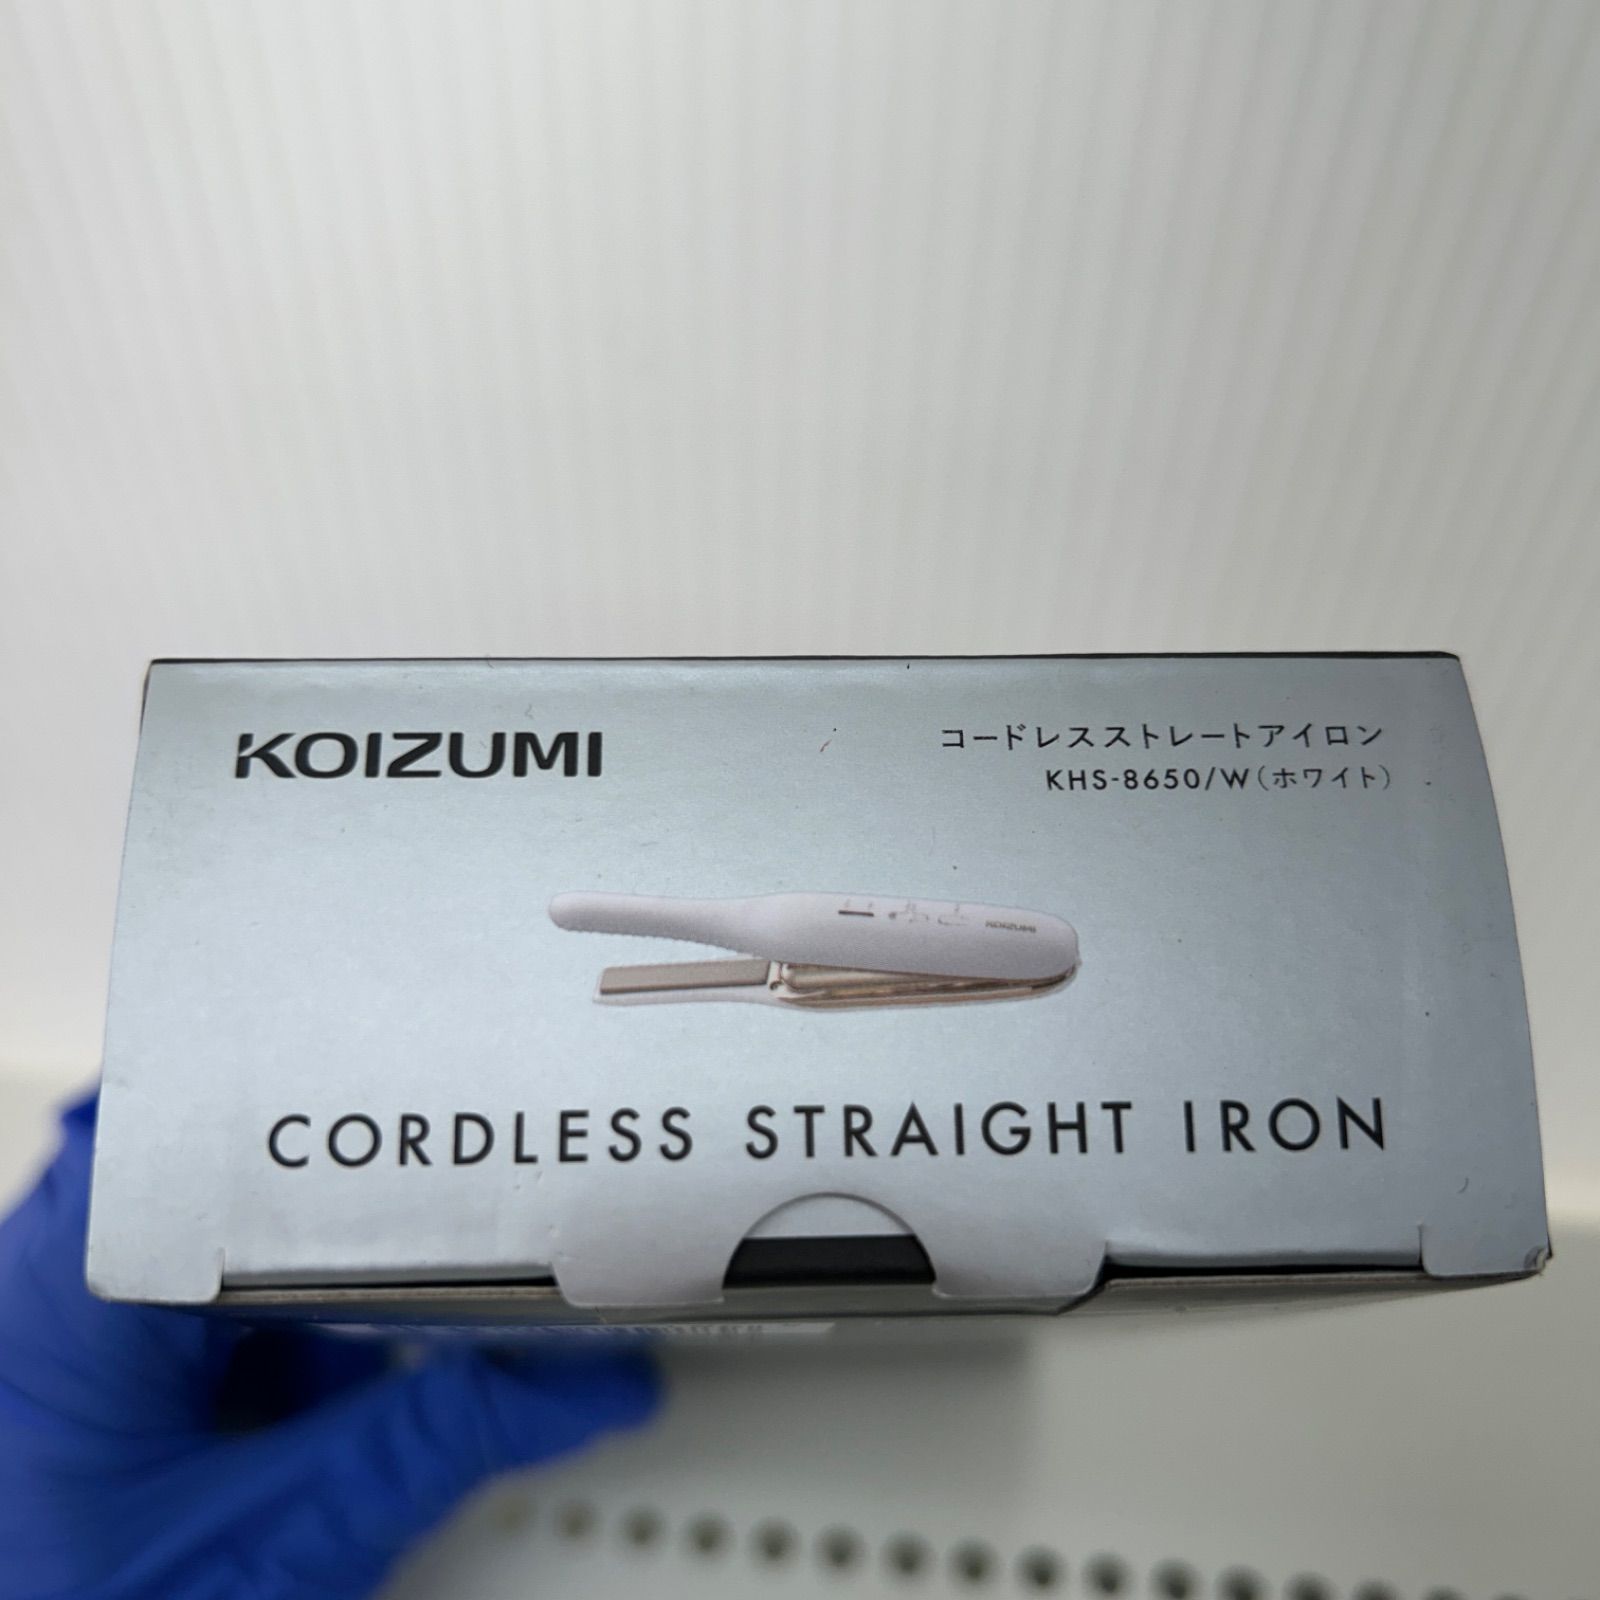 KOIZUMI
コードレスストレートアイロン
KHS-8650/W(ホワイト)
KOIZUMI
CORDLESS STRAIGHT IRON